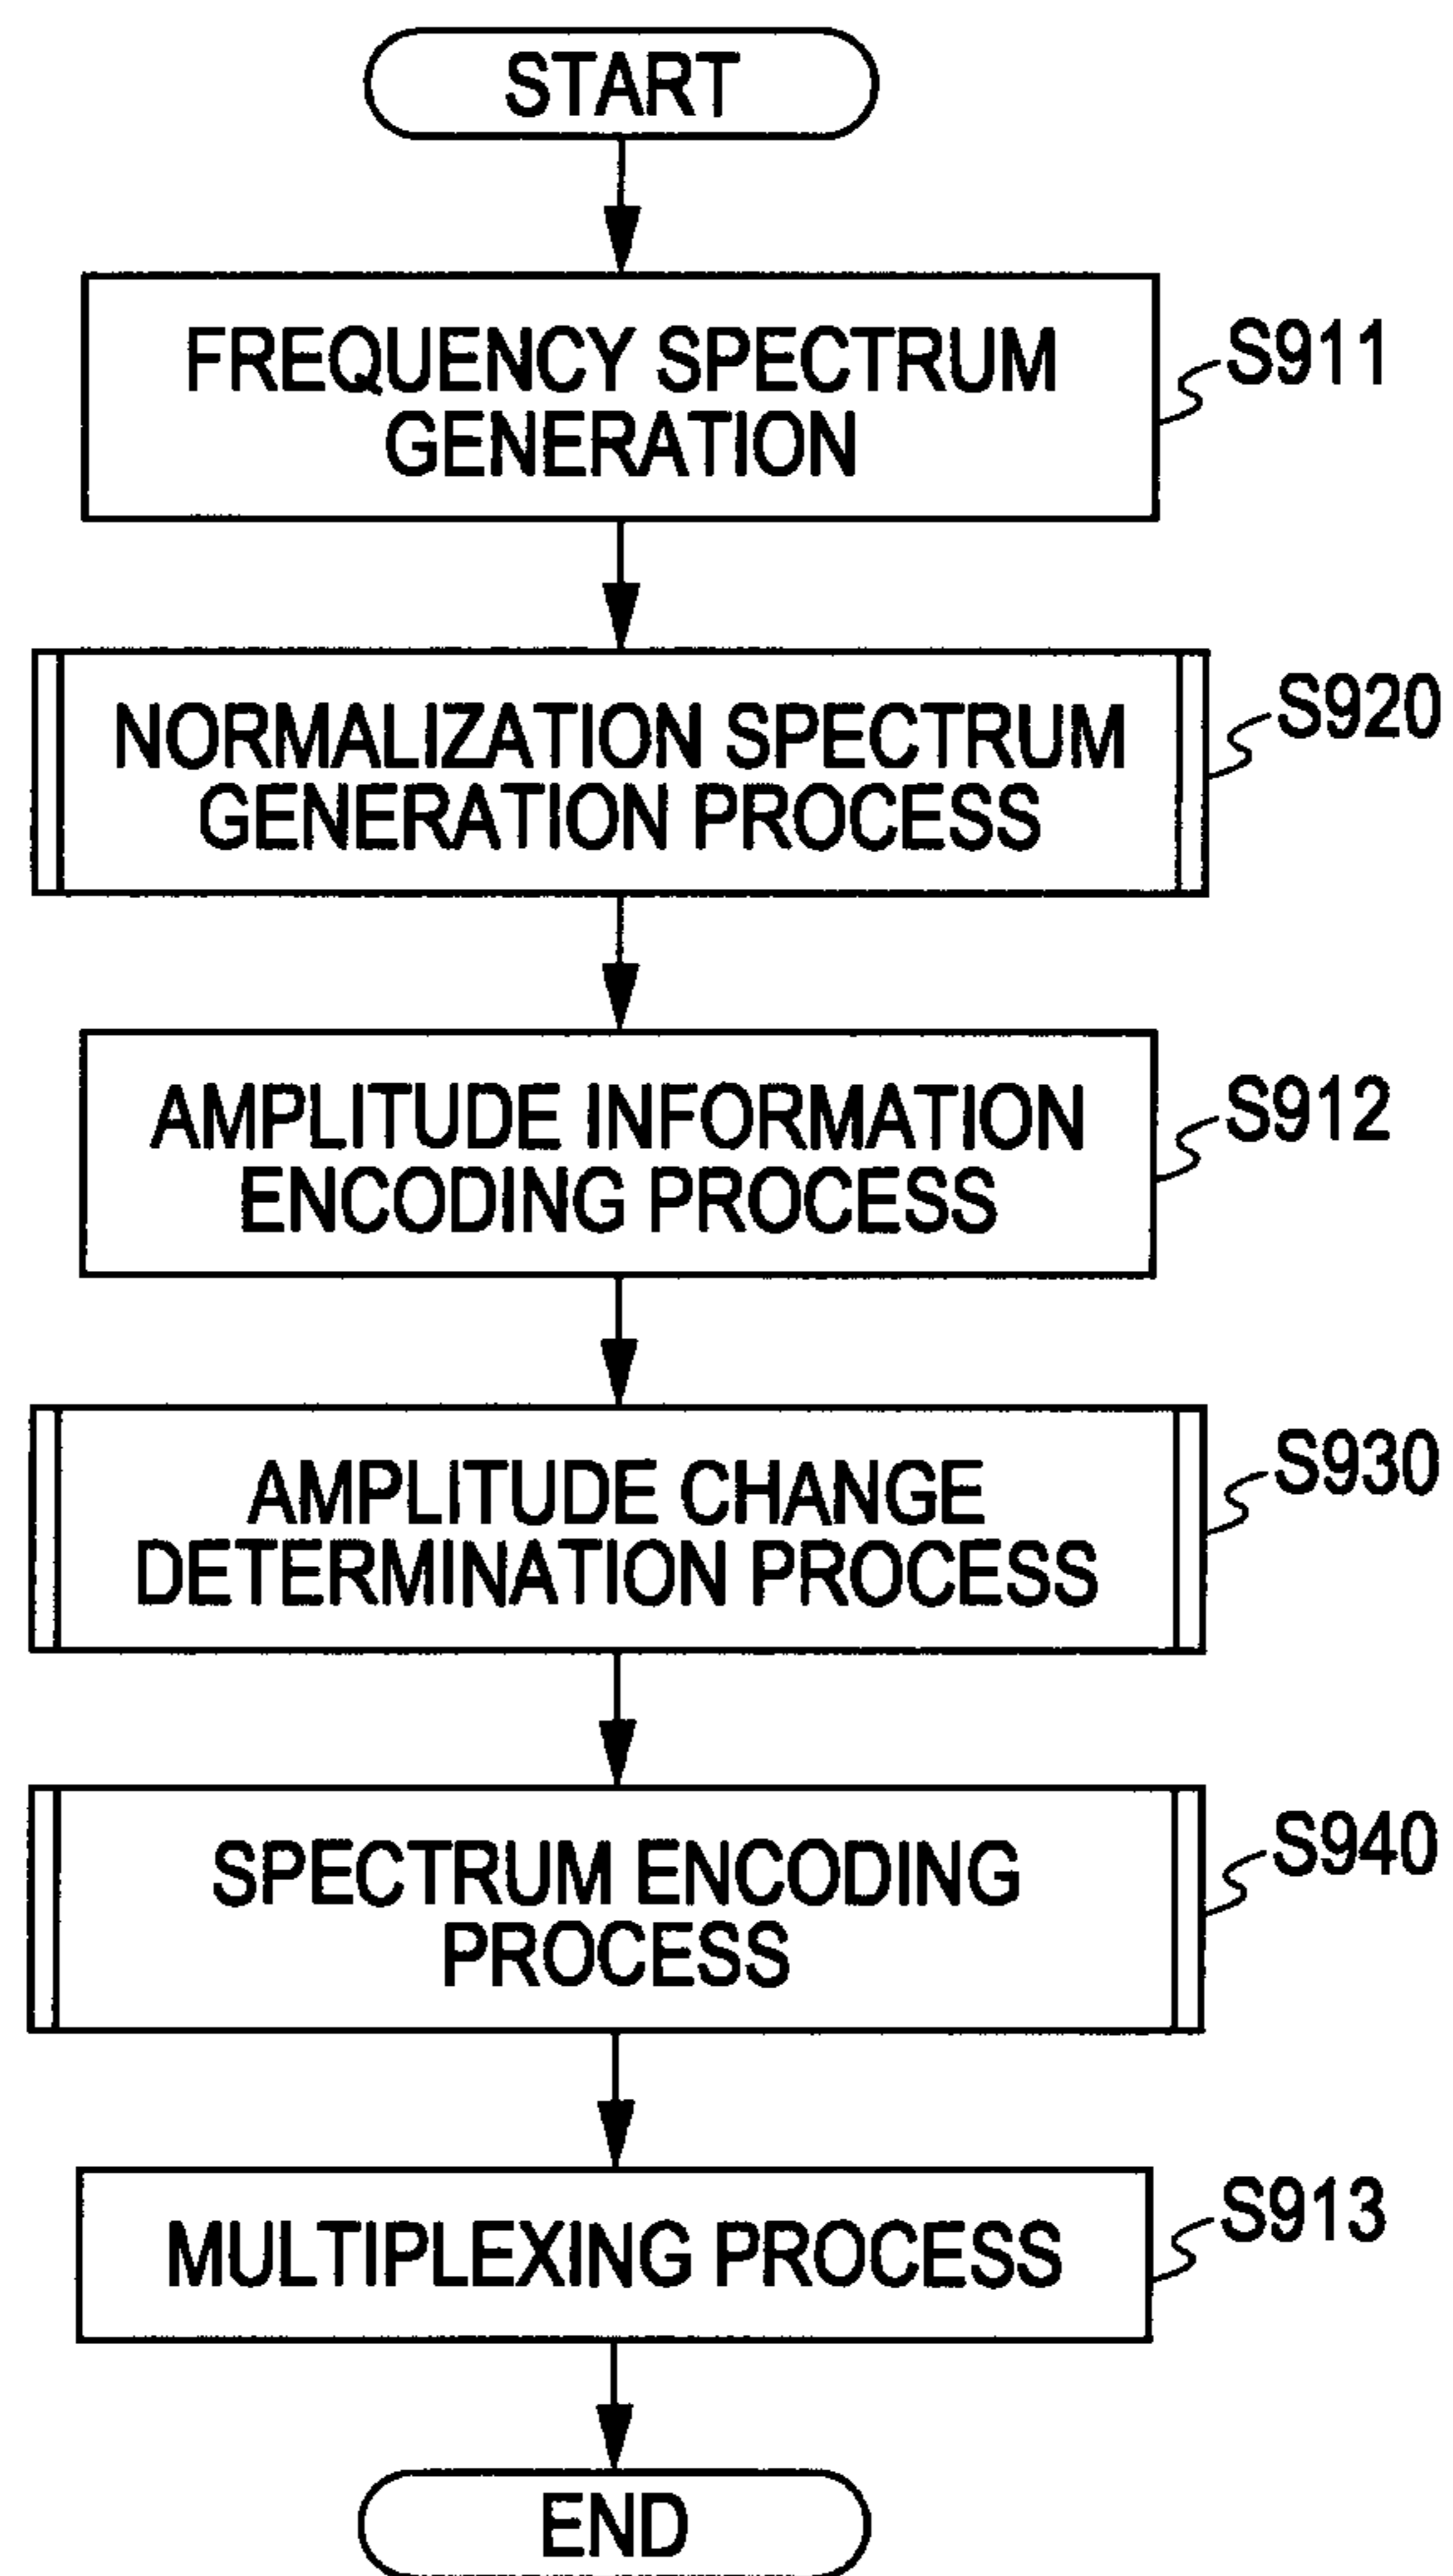 START
FREQUENCY SPECTRUM
GENERATION
S911
NORMALIZATION SPECTRUM
GENERATION PROCESS
S920
AMPLITUDE INFORMATION
ENCODING PROCESS
S912
AMPLITUDE CHANGE
DETERMINATION PROCESS
S930
SPECTRUM ENCODING
PROCESS
S940
MULTIPLEXING PROCESS
S913
END